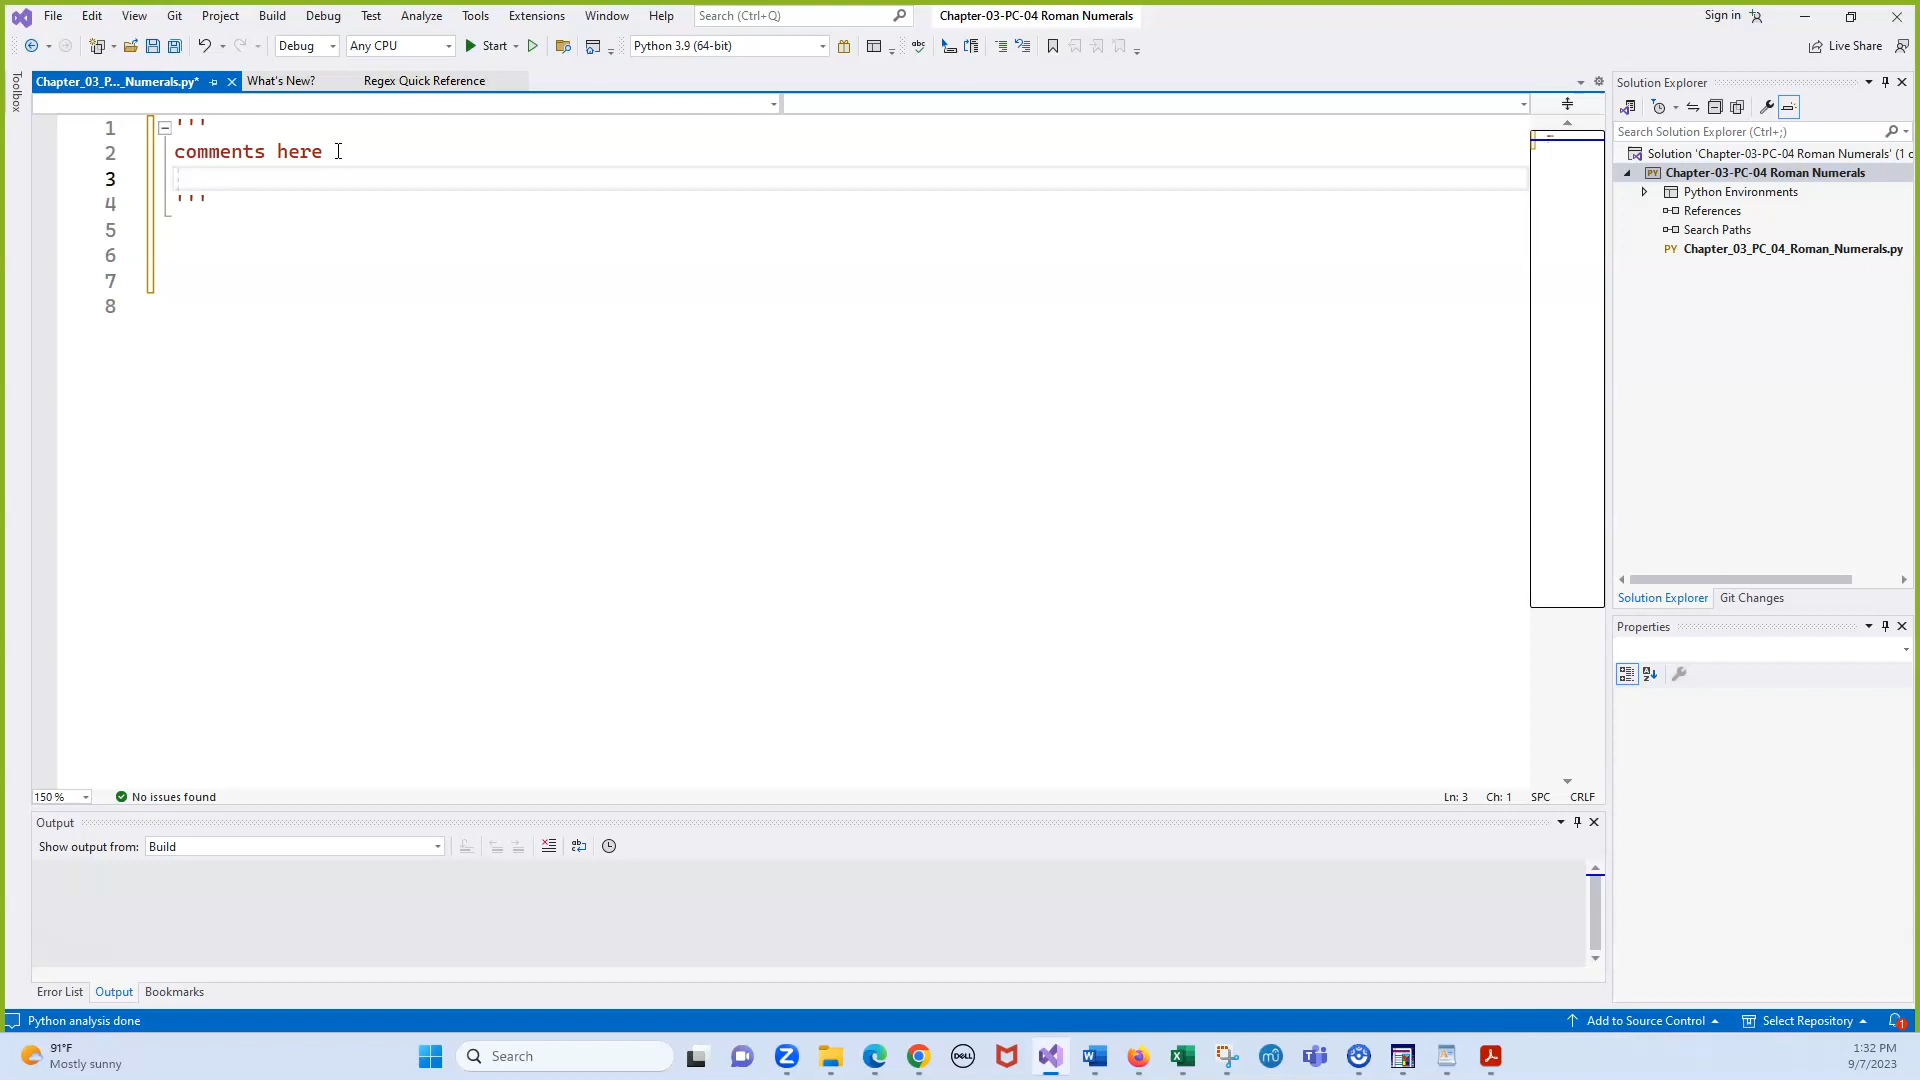 File Edit View Git Project Build Debug Test Analyze Tools Extensions Window Help Search (Ctrl+Q) Chapter-03-PC-04 Roman Numerals Sign in
Debug Any CPU Start Python 3.9 (64-bit) Live Share
Toolbox
Chapter_03_P..._Numerals.py* What's New? Regex Quick Reference
1 '''
2 comments here
3
4 '''
5
6
7
8
150 % No issues found Ln: 3 Ch: 1 SPC CRLF
Solution Explorer
Search Solution Explorer (Ctrl+;)
Solution 'Chapter-03-PC-04 Roman Numerals' (1 c
PY Chapter-03-PC-04 Roman Numerals
Python Environments
References
Search Paths
PY Chapter_03_PC_04_Roman_Numerals.py
Solution Explorer Git Changes
Properties
Output
Show output from: Build
Error List Output Bookmarks
Python analysis done Add to Source Control Select Repository 1
91°F
Mostly sunny
Search
DELL
1:32 PM
9/7/2023